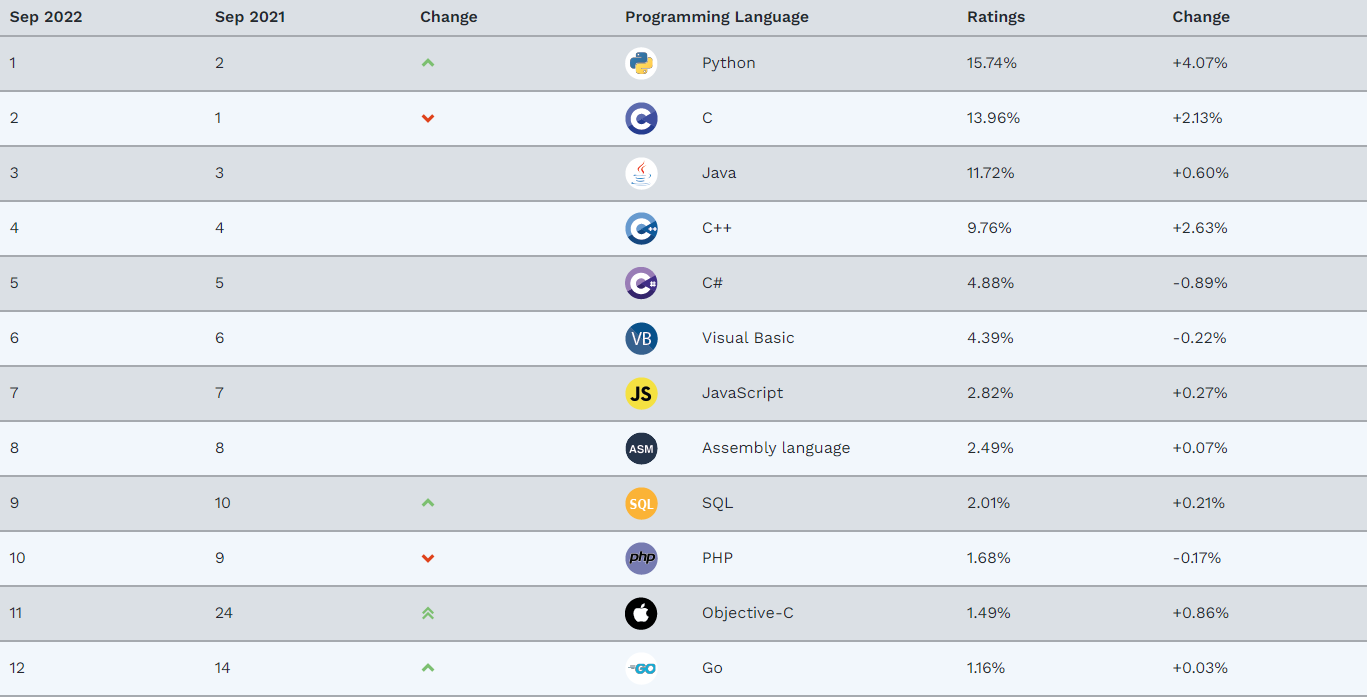 Sep 2022 Sep 2021 Change Programming Language Ratings Change
1 2 Python 15.74% +4.07%
2 1 C 13.96% +2.13%
3 3 Java 11.72% +0.60%
4 4 C++ 9.76% +2.63%
5 5 C# 4.88% -0.89%
6 6 VB Visual Basic 4.39% -0.22%
7 7 JS JavaScript 2.82% +0.27%
8 8 ASM Assembly language 2.49% +0.07%
9 10 SQL SQL 2.01% +0.21%
10 9 php PHP 1.68% -0.17%
11 24 Objective-C 1.49% +0.86%
12 14 GO Go 1.16% +0.03%